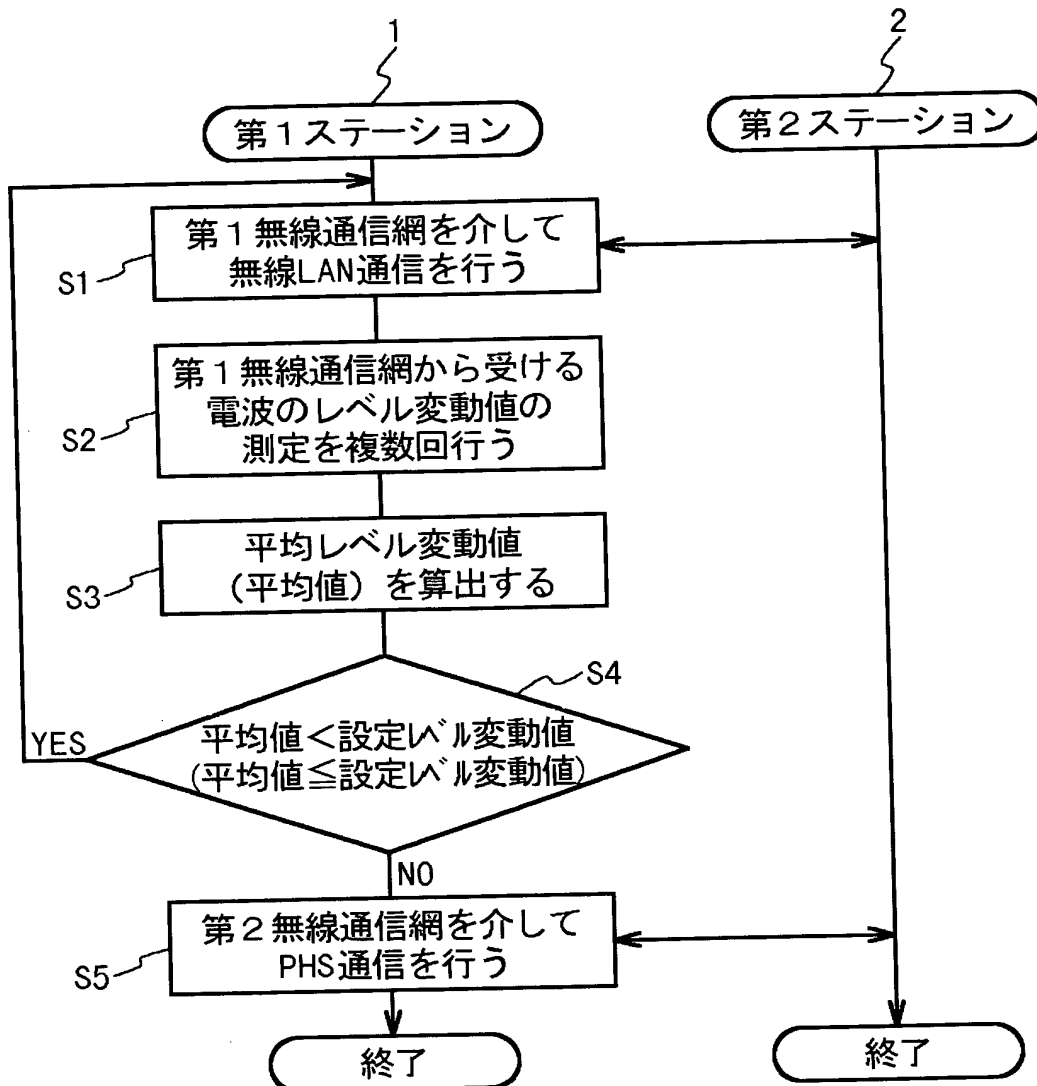 1
2
第1ステーション
第2ステーション
第1無線通信網を介して
無線LAN通信を行う
S1
第1無線通信網から受ける
電波のレベル変動値の
測定を複数回行う
S2
平均レベル変動値
(平均値)を算出する
S3
S4
平均値<設定レベル変動値
(平均値≦設定レベル変動値)
YES
NO
第2無線通信網を介して
PHS通信を行う
S5
終了
終了